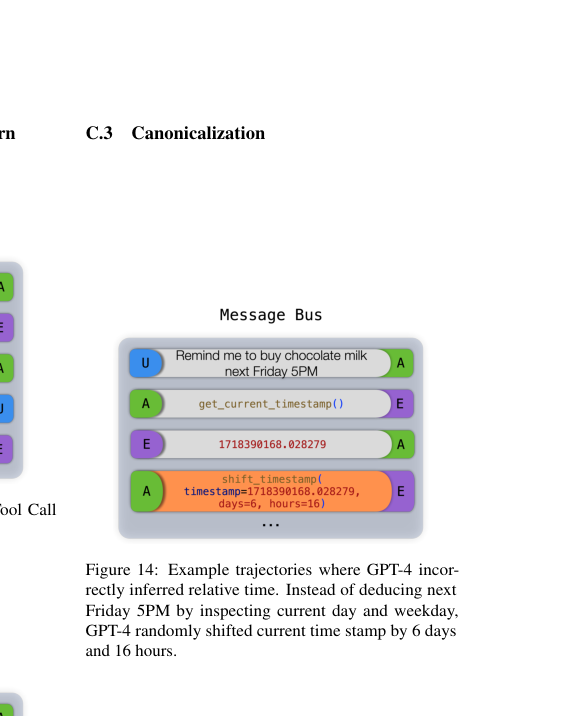 rn
C.3 Canonicalization
Message Bus
A
E
A
U
E
U
Remind me to buy chocolate milk
next Friday 5PM
A
A
get_current_timestamp()
E
E
1718390168.028279
A
A
shift_timestamp(
timestamp=1718390168.028279,
days=6, hours=16)
E
...
ool Call
Figure 14: Example trajectories where GPT-4 incor-
rectly inferred relative time. Instead of deducing next
Friday 5PM by inspecting current day and weekday,
GPT-4 randomly shifted current time stamp by 6 days
and 16 hours.